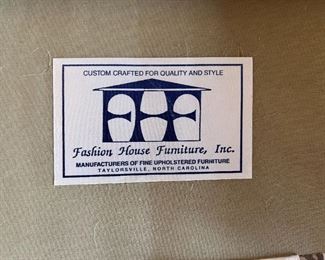 CUSTOM CRAFTED FOR QUALITY AND STYLE
Fashion House Furniture, Inc.
MANUFACTURERS OF FINE UPHOLSTERED FURNITURE
TAYLORSVILLE, NORTH CAROLINA